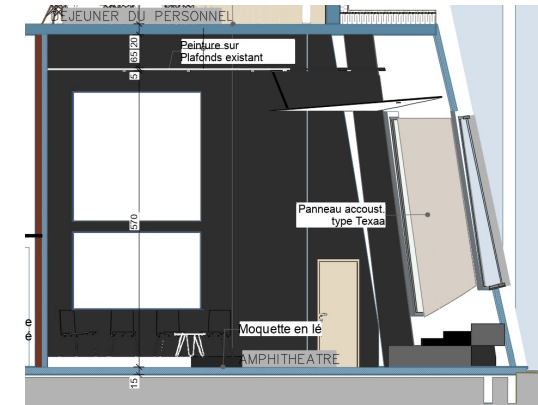 DEJEUNER DU PERSONNEL
20
65
5
Peinture sur
Plafonds existant
Panneau accoust.
type Texaa
570
Moquette en lé
e
é
AMPHITHEATRE
15